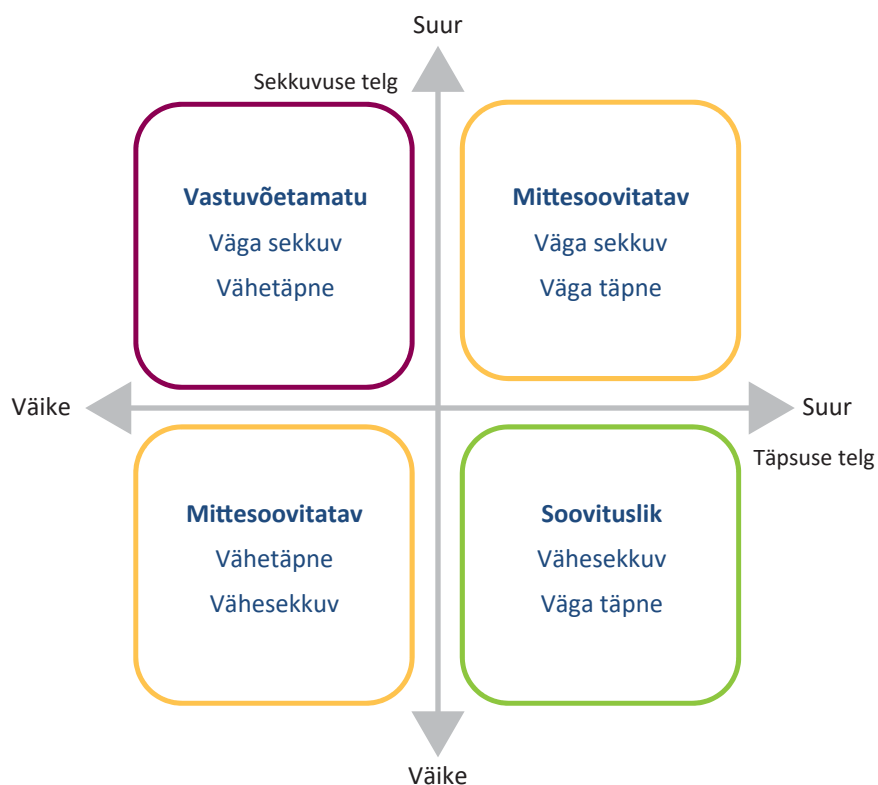 Suur
Sekkuvuse telg
Vastuvõetamatu
Väga sekkuv
Vähetäpne
Mittesoovitatav
Väga sekkuv
Väga täpne
Väike
Suur
Täpsuse telg
Mittesoovitatav
Vähetäpne
Vähesekkuv
Soovituslik
Vähesekkuv
Väga täpne
Väike